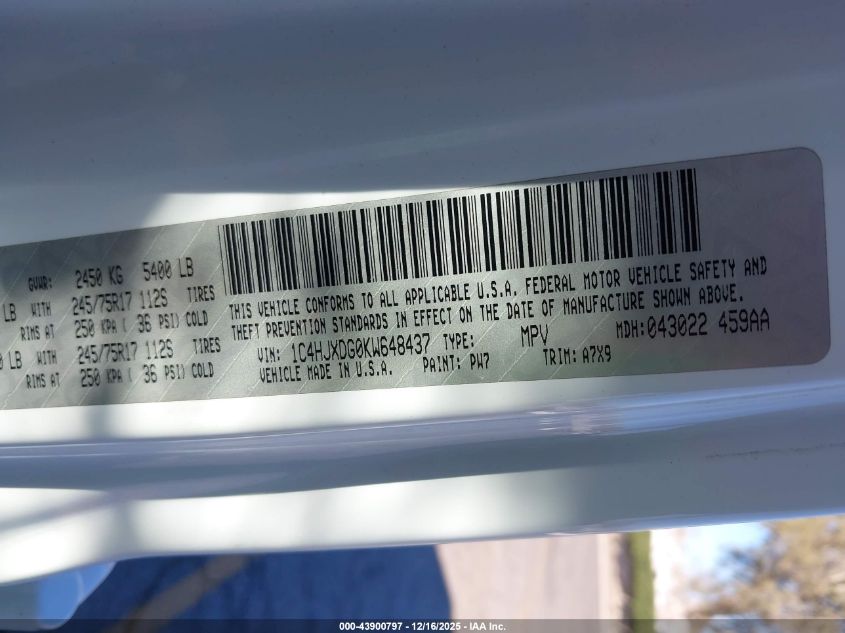 GVWR: 2450 KG 5400 LB
LB WITH 245/75R17 112S TIRES
RIMS AT 250 KPA ( 36 PSI) COLD
LB WITH 245/75R17 112S TIRES
RIMS AT 250 KPA ( 36 PSI) COLD
THIS VEHICLE CONFORMS TO ALL APPLICABLE U.S.A. FEDERAL MOTOR VEHICLE SAFETY AND
THEFT PREVENTION STANDARDS IN EFFECT ON THE DATE OF MANUFACTURE SHOWN ABOVE.
VIN: 1C4HJXDG0KW648437 TYPE: MPV MDH:043022 459AA
VEHICLE MADE IN U.S.A. PAINT: PW7 TRIM: A7X9
000-43900797 - 12/16/2025 - IAA Inc.